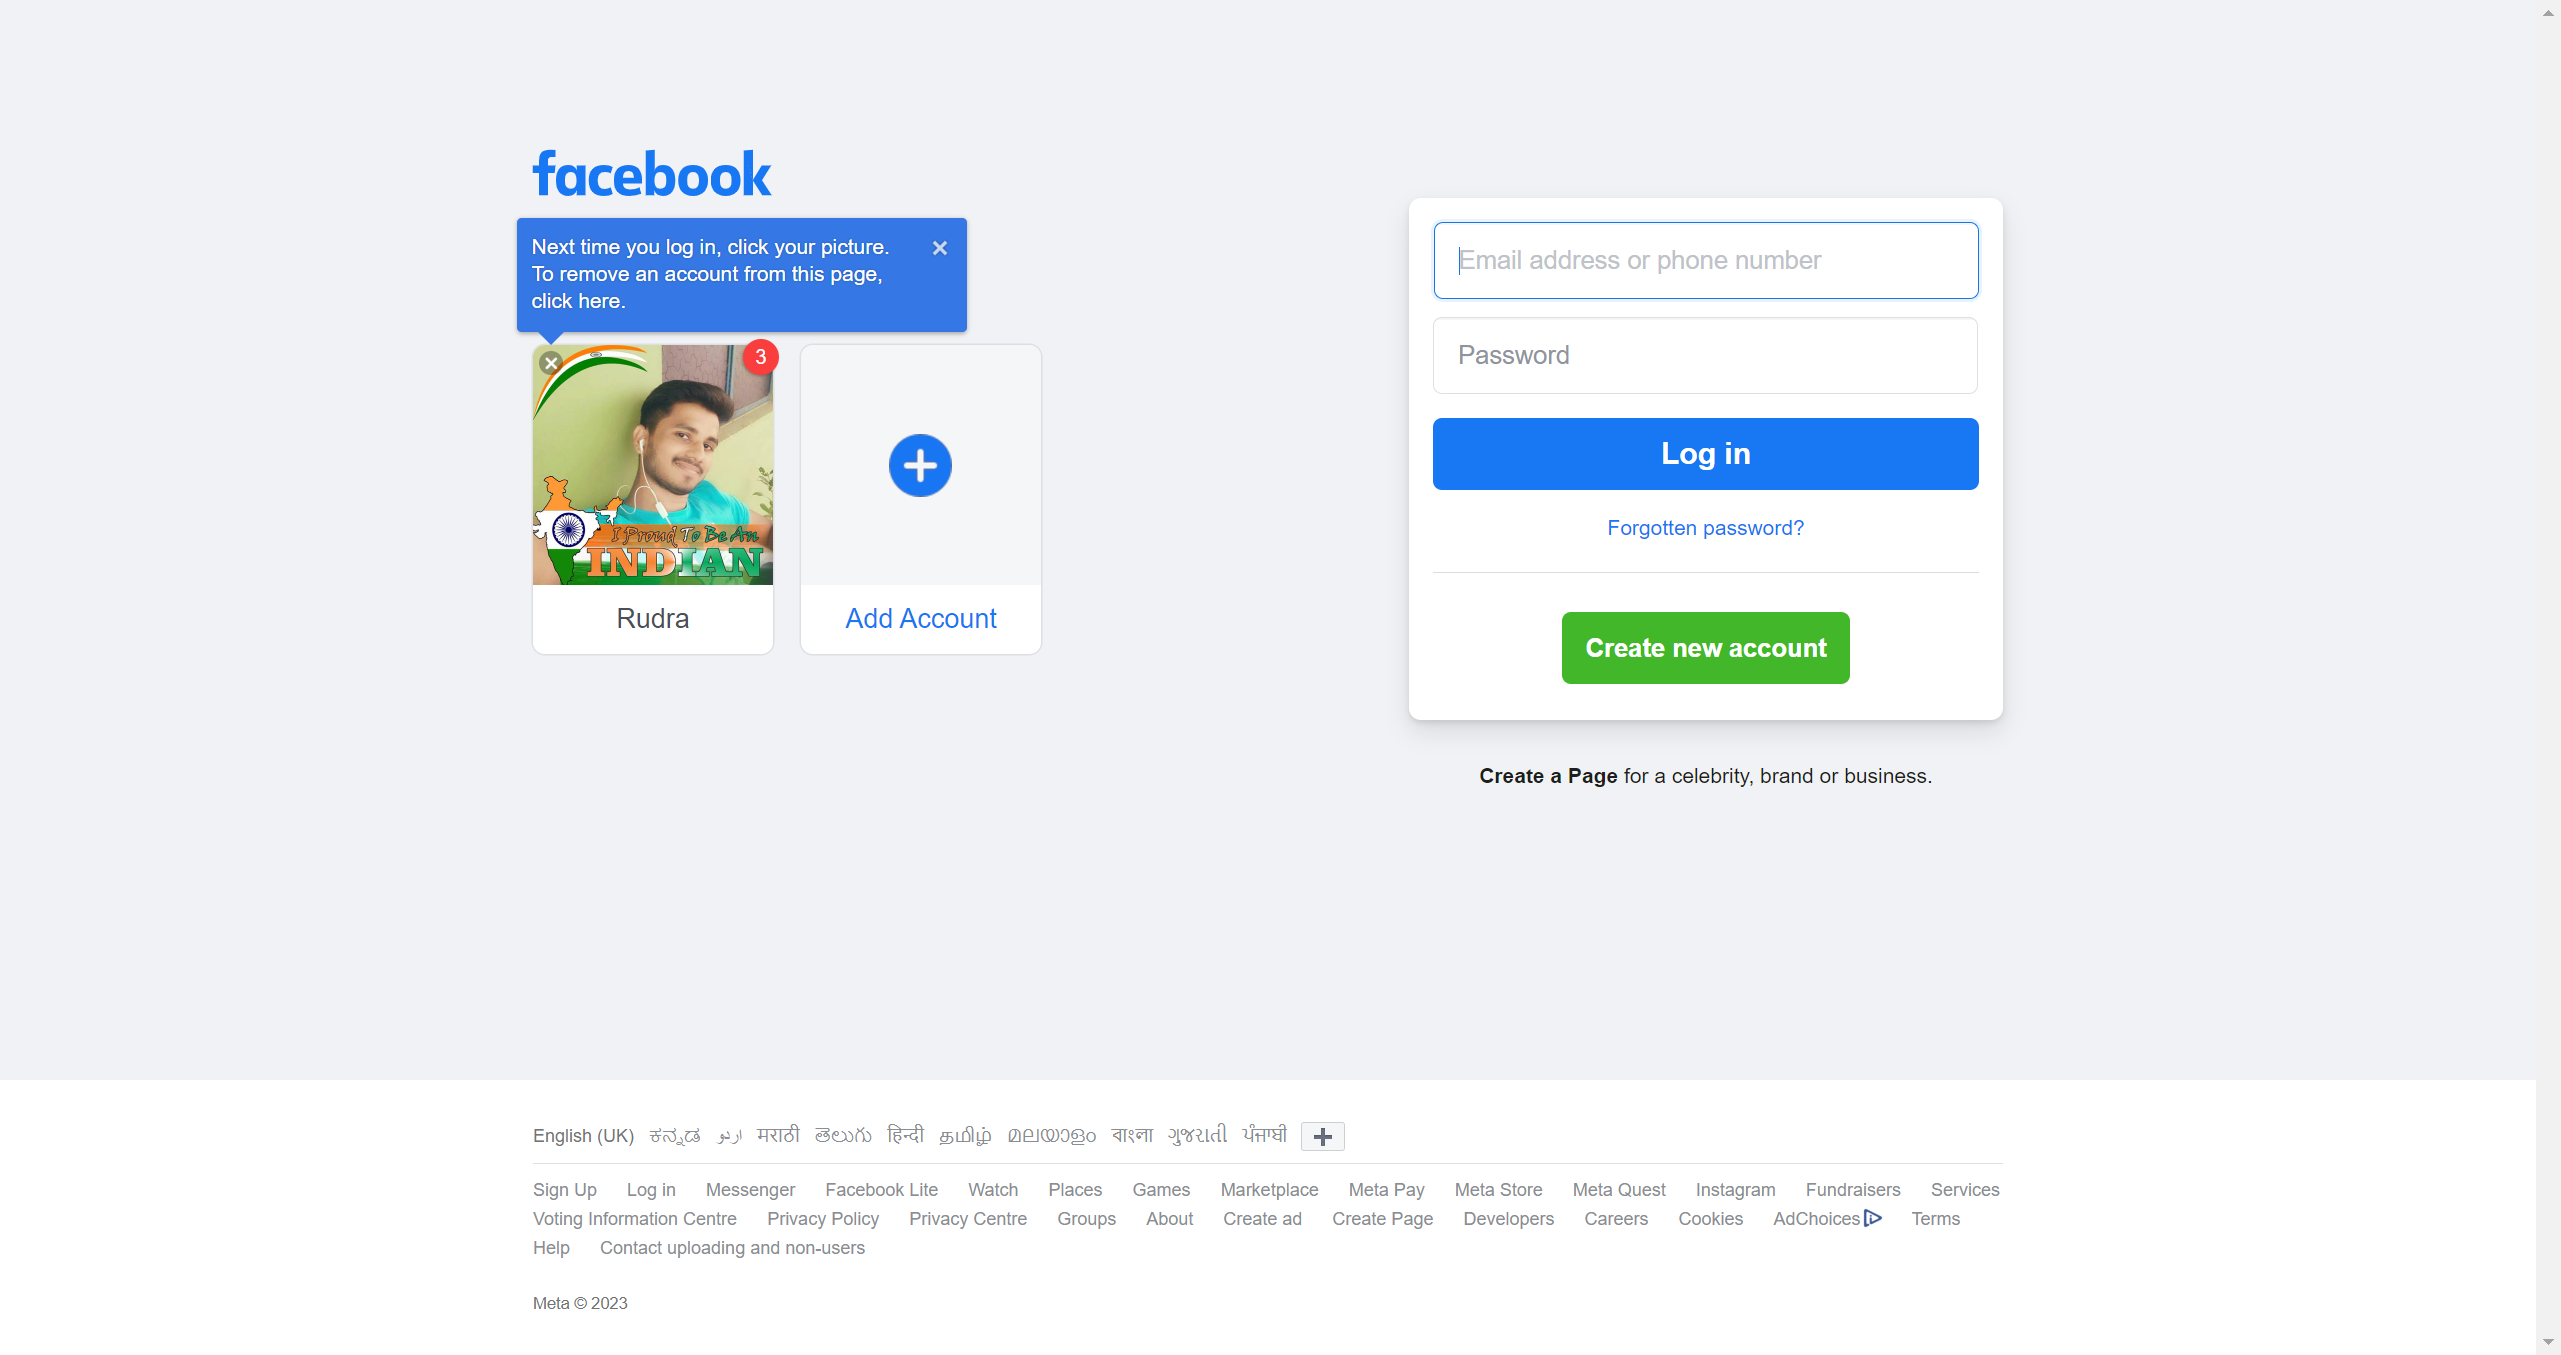 facebook
Next time you log in, click your picture.
To remove an account from this page,
click here.
3
I Proud To Be An
INDIAN
Rudra
Add Account
Email address or phone number
Password
Log in
Forgotten password?
Create new account
Create a Page for a celebrity, brand or business.
English (UK) ಕನ್ನಡ اردو मराठी తెలుగు हिन्दी தமிழ் മലയാളം বাংলা ગુજરાતી ਪੰਜਾਬੀ
Sign Up Log in Messenger Facebook Lite Watch Places Games Marketplace Meta Pay Meta Store Meta Quest Instagram Fundraisers Services
Voting Information Centre Privacy Policy Privacy Centre Groups About Create ad Create Page Developers Careers Cookies AdChoices Terms
Help Contact uploading and non-users
Meta © 2023